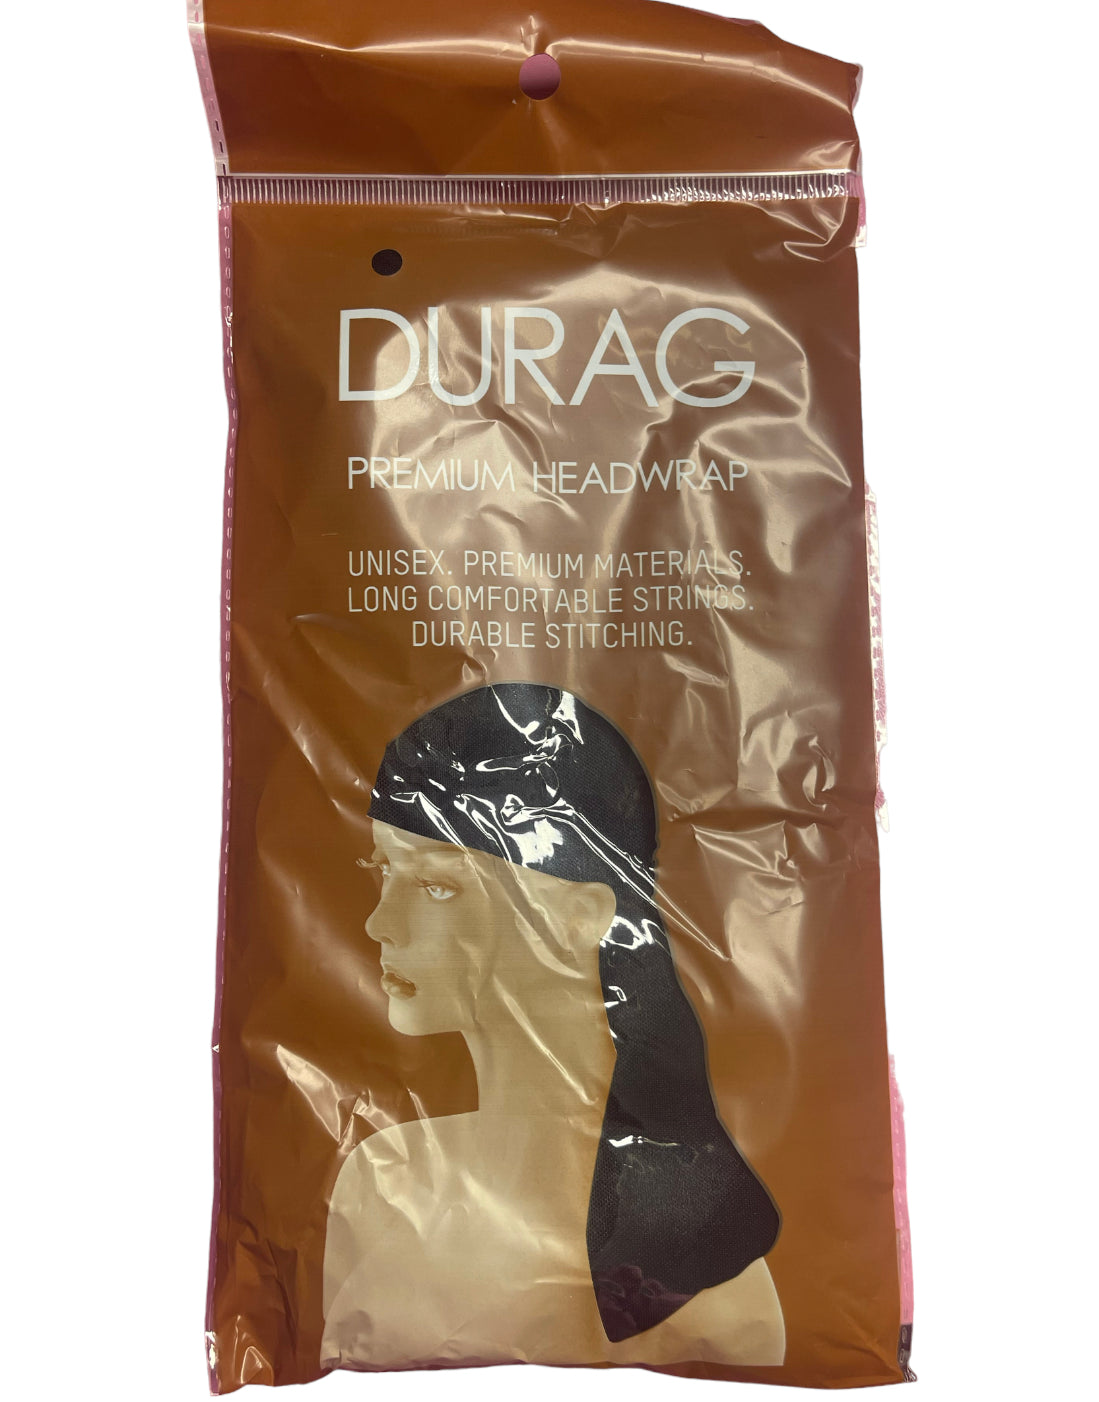 DURAG
PREMIUM HEADWRAP
UNISEX. PREMIUM MATERIALS.
LONG COMFORTABLE STRINGS.
DURABLE STITCHING.